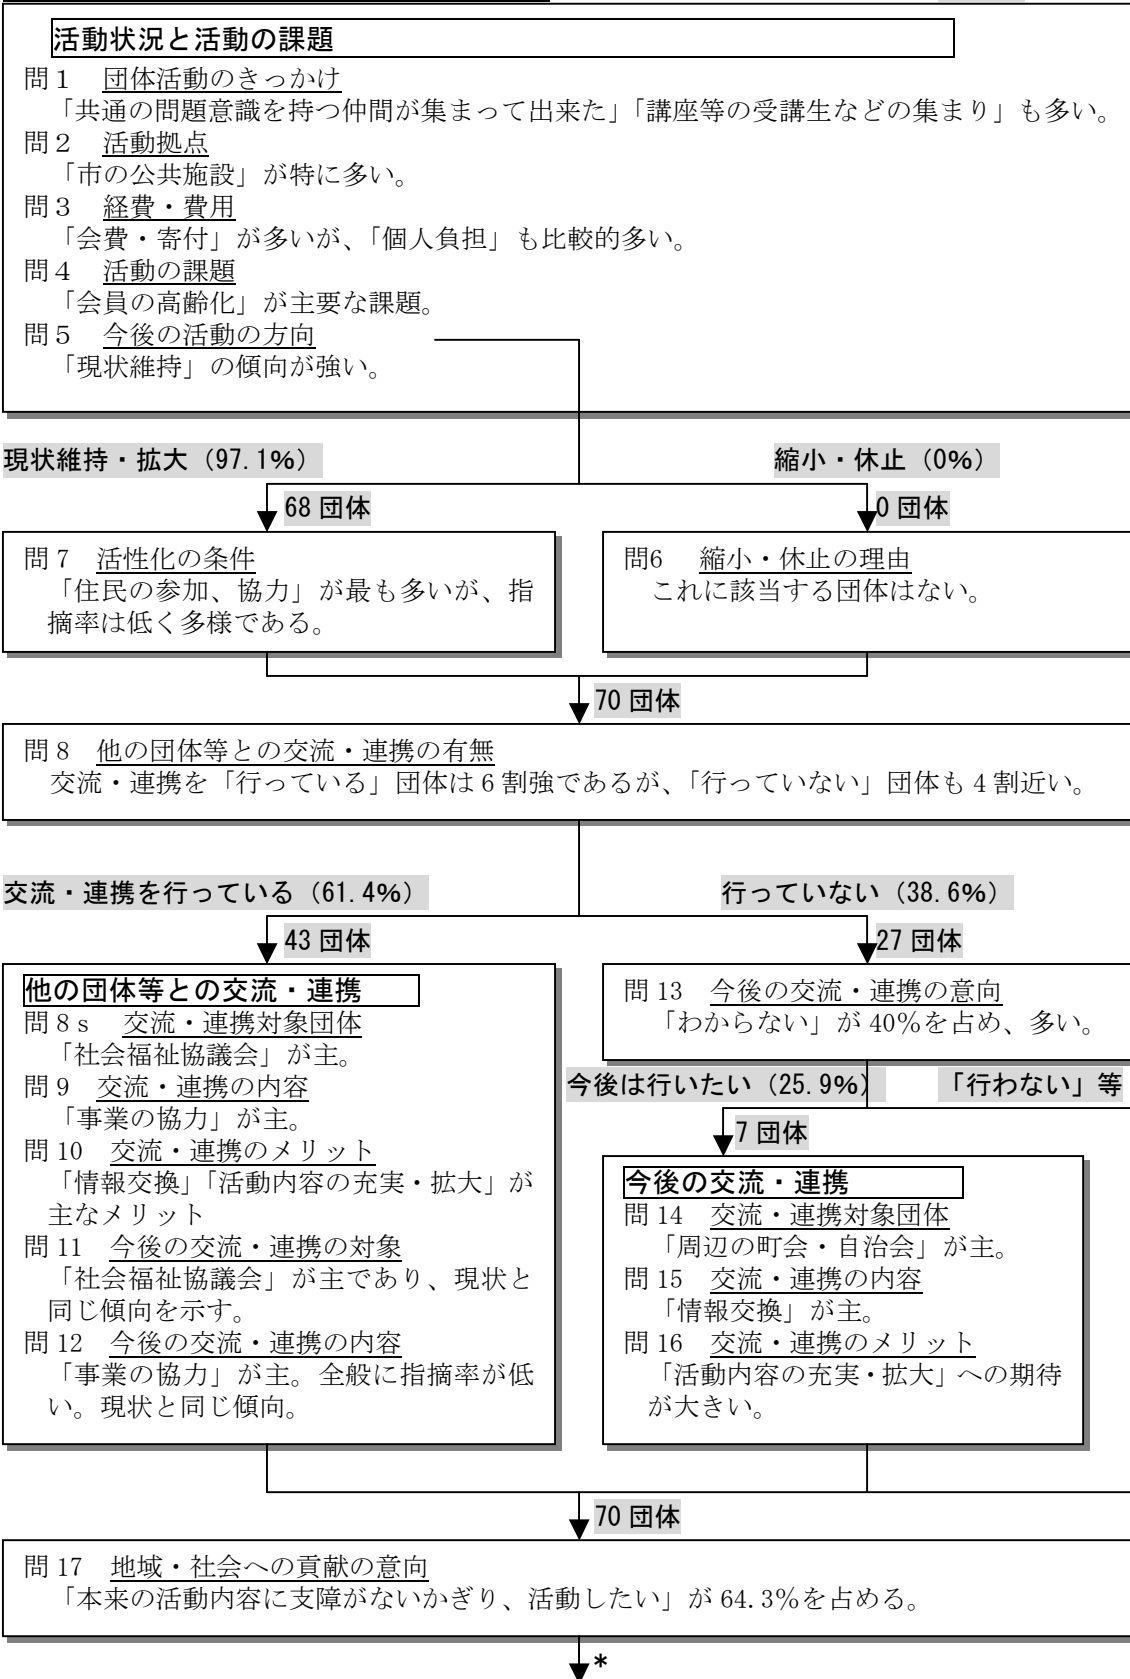 活動状況と活動の課題
問１　団体活動のきっかけ
「共通の問題意識を持つ仲間が集まって出来た」「講座等の受講生などの集まり」も多い。
問２　活動拠点
「市の公共施設」が特に多い。
問３　経費・費用
「会費・寄付」が多いが、「個人負担」も比較的多い。
問４　活動の課題
「会員の高齢化」が主要な課題。
問５　今後の活動の方向
「現状維持」の傾向が強い。
現状維持・拡大（97.1%）
縮小・休止（0%）
68 団体
0 団体
問 7　活性化の条件
「住民の参加、協力」が最も多いが、指
摘率は低く多様である。
問6　縮小・休止の理由
これに該当する団体はない。
70 団体
問 8　他の団体等との交流・連携の有無
交流・連携を「行っている」団体は 6 割強であるが、「行っていない」団体も 4 割近い。
交流・連携を行っている（61.4%）
行っていない（38.6%）
43 団体
27 団体
他の団体等との交流・連携
問 8 s　交流・連携対象団体
「社会福祉協議会」が主。
問 9　交流・連携の内容
「事業の協力」が主。
問 10　交流・連携のメリット
「情報交換」「活動内容の充実・拡大」が
主なメリット
問 11　今後の交流・連携の対象
「社会福祉協議会」が主であり、現状と
同じ傾向を示す。
問 12　今後の交流・連携の内容
「事業の協力」が主。全般に指摘率が低
い。現状と同じ傾向。
問 13　今後の交流・連携の意向
「わからない」が 40％を占め、多い。
今後は行いたい（25.9%）
「行わない」等
7 団体
今後の交流・連携
問 14　交流・連携対象団体
「周辺の町会・自治会」が主。
問 15　交流・連携の内容
「情報交換」が主。
問 16　交流・連携のメリット
「活動内容の充実・拡大」への期待
が大きい。
70 団体
問 17　地域・社会への貢献の意向
「本来の活動内容に支障がないかぎり、活動したい」が 64.3％を占める。
*